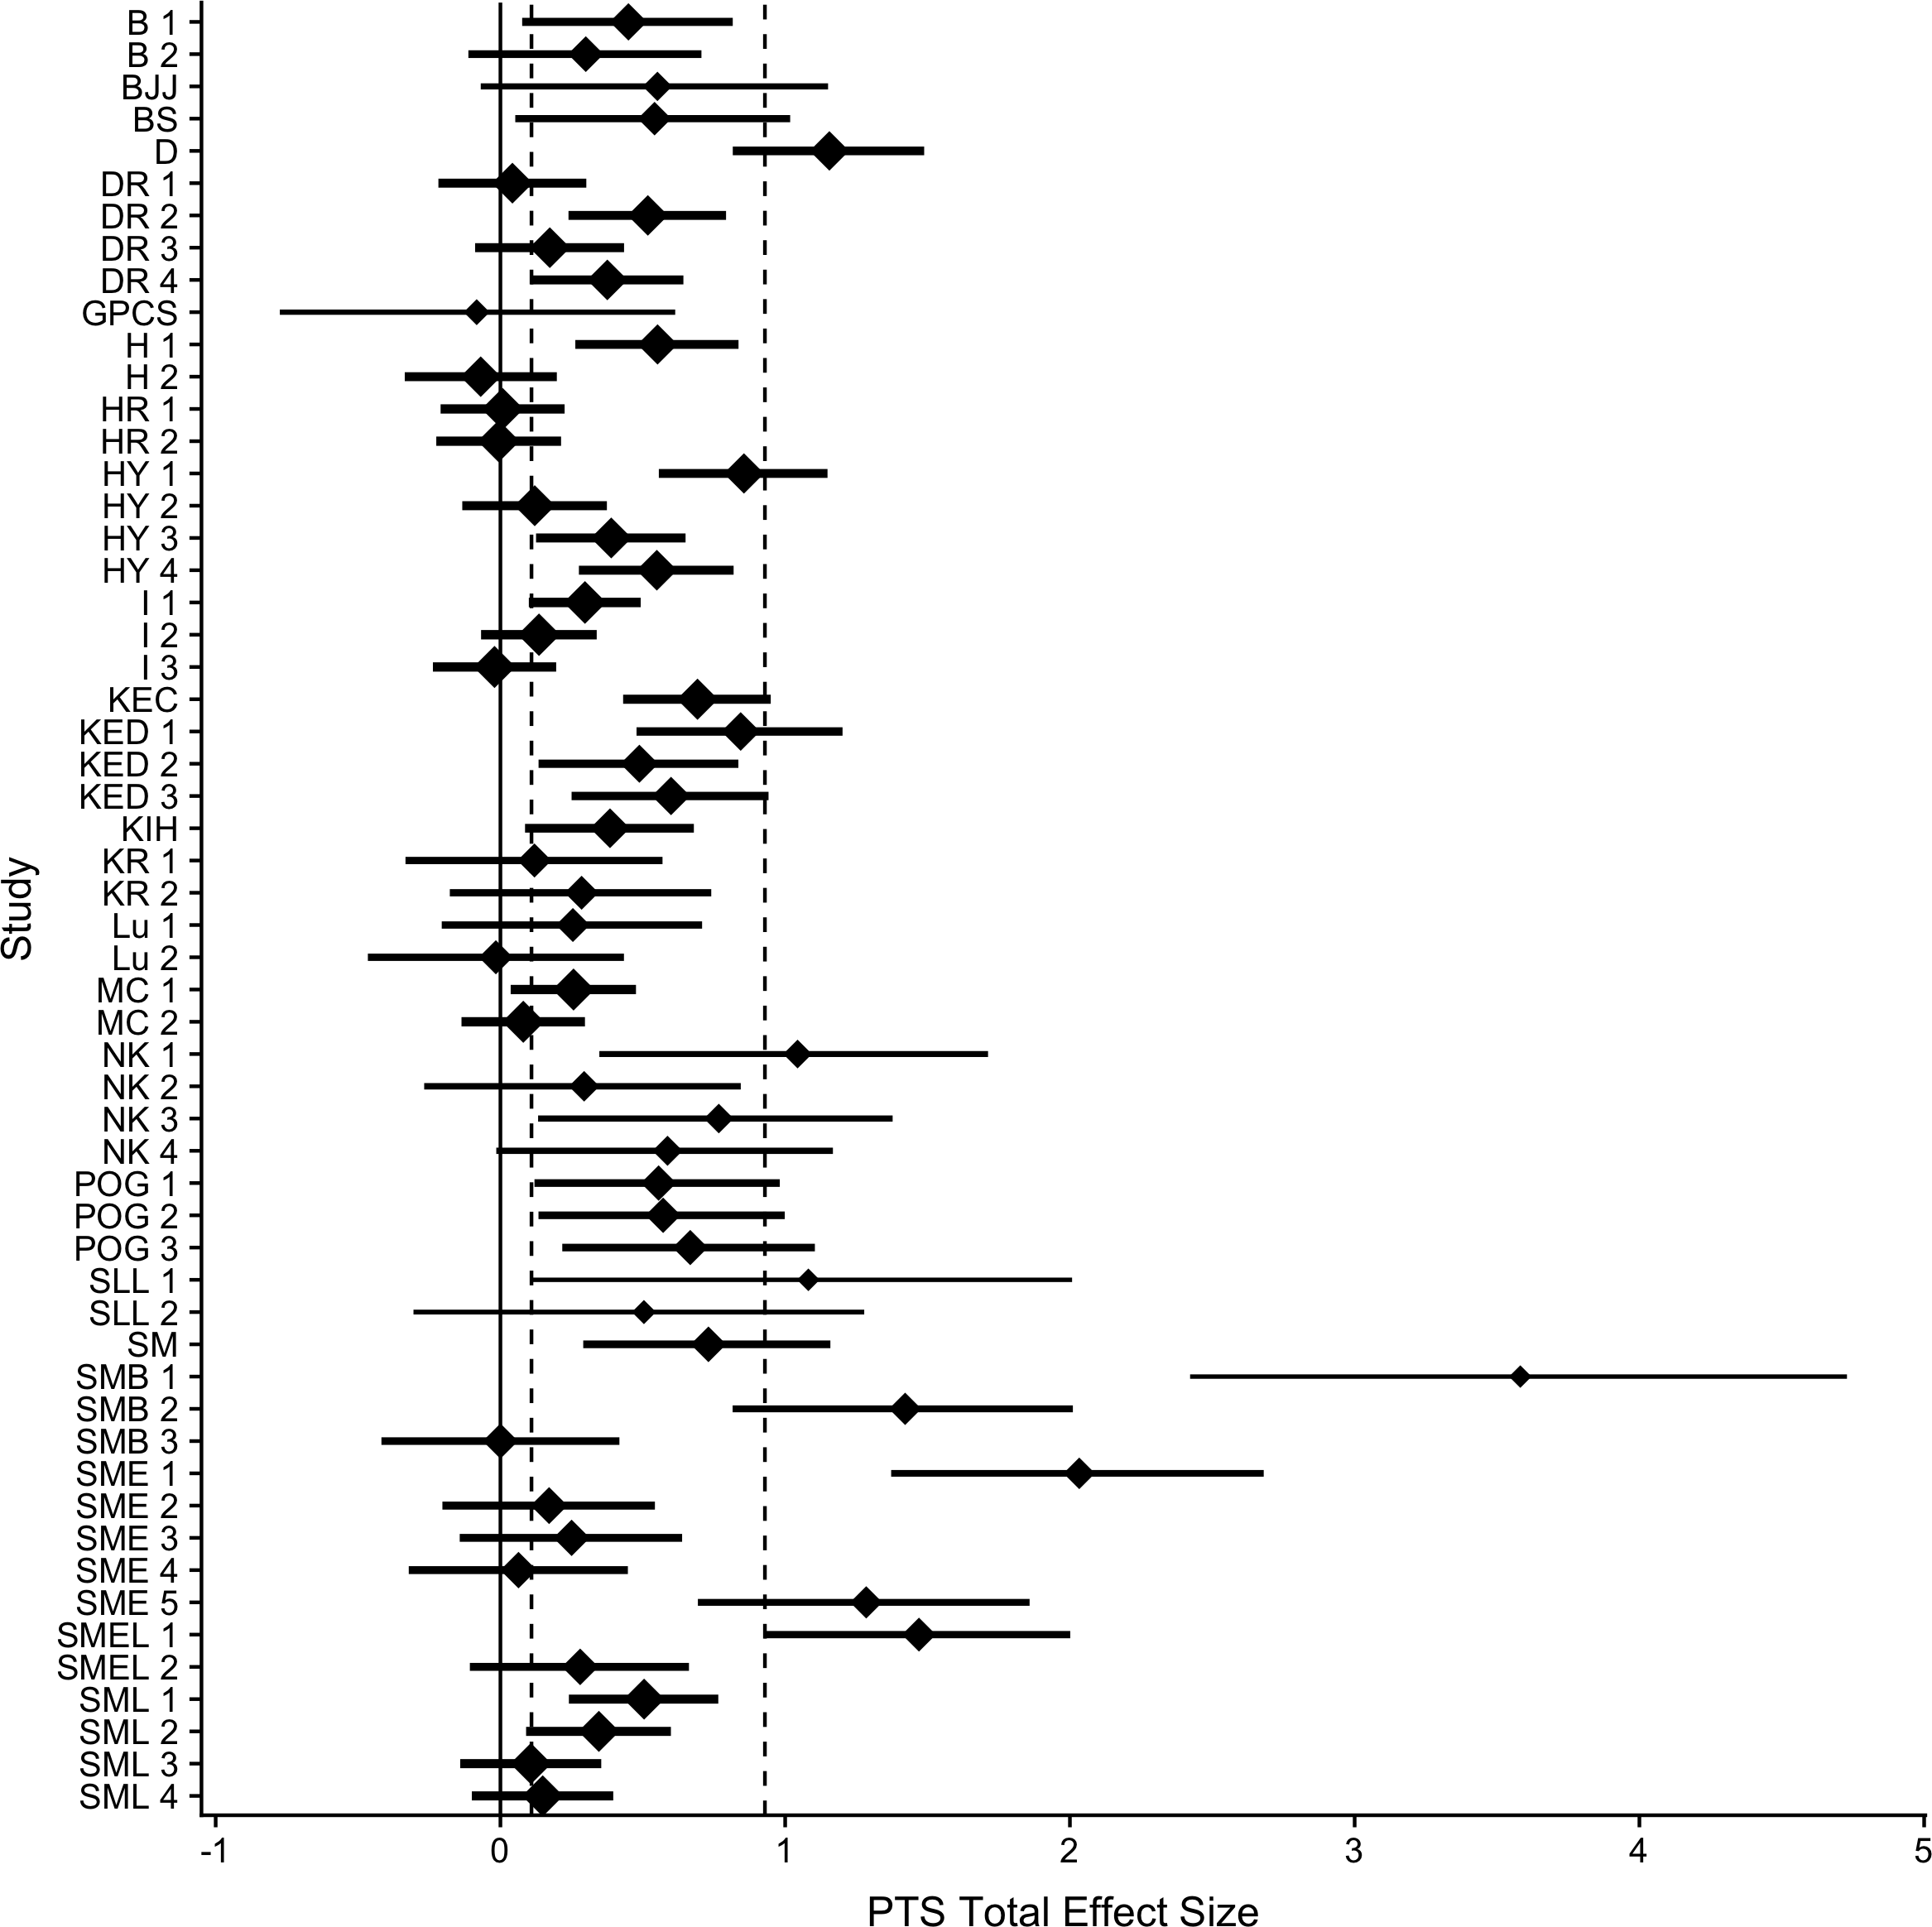 B 1
B 2
BJJ
BS
D
DR 1
DR 2
DR 3
DR 4
GPCS
H 1
H 2
HR 1
HR 2
HY 1
HY 2
HY 3
HY 4
I 1
I 2
I 3
KEC
KED 1
KED 2
KED 3
KIH
KR 1
KR 2
Lu 1
Lu 2
MC 1
MC 2
NK 1
NK 2
NK 3
NK 4
POG 1
POG 2
POG 3
SLL 1
SLL 2
SM
SMB 1
SMB 2
SMB 3
SME 1
SME 2
SME 3
SME 4
SME 5
SMEL 1
SMEL 2
SML 1
SML 2
SML 3
SML 4
Study
-1 0 1 2 3 4 5
PTS Total Effect Size